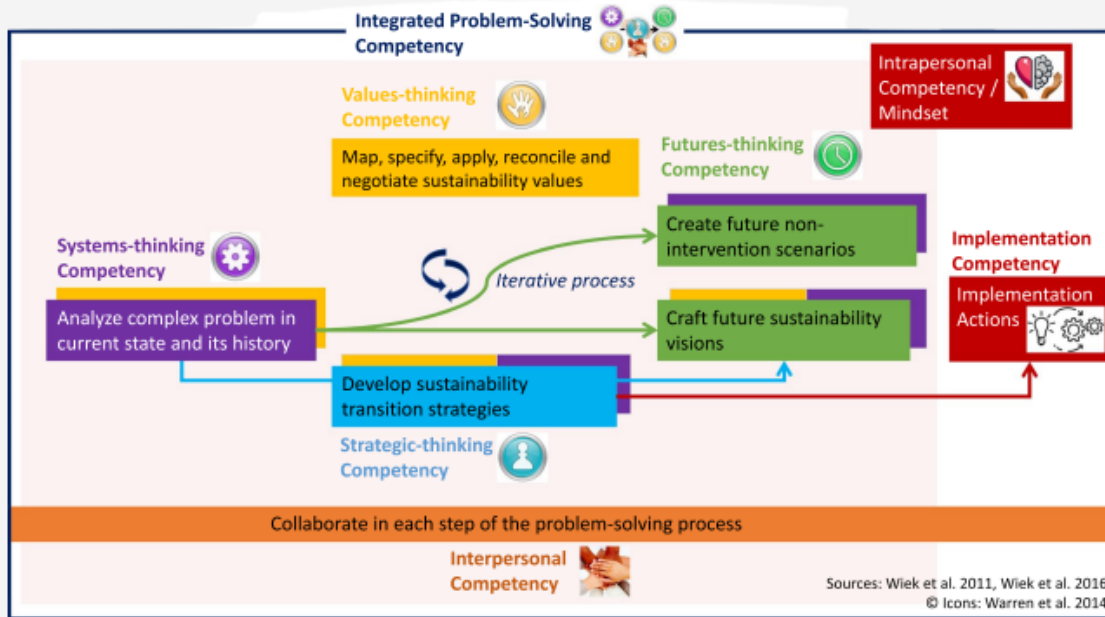 Integrated Problem-Solving
Competency
Intrapersonal
Competency /
Mindset
Values-thinking
Competency
Map, specify, apply, reconcile and
negotiate sustainability values
Futures-thinking
Competency
Create future non-
intervention scenarios
Systems-thinking
Competency
Iterative process
Implementation
Competency
Analyze complex problem in
current state and its history
Craft future sustainability
visions
Implementation
Actions
Develop sustainability
transition strategies
Strategic-thinking
Competency
Collaborate in each step of the problem-solving process
Interpersonal
Competency
Sources: Wiek et al. 2011, Wiek et al. 2016
© Icons: Warren et al. 2014